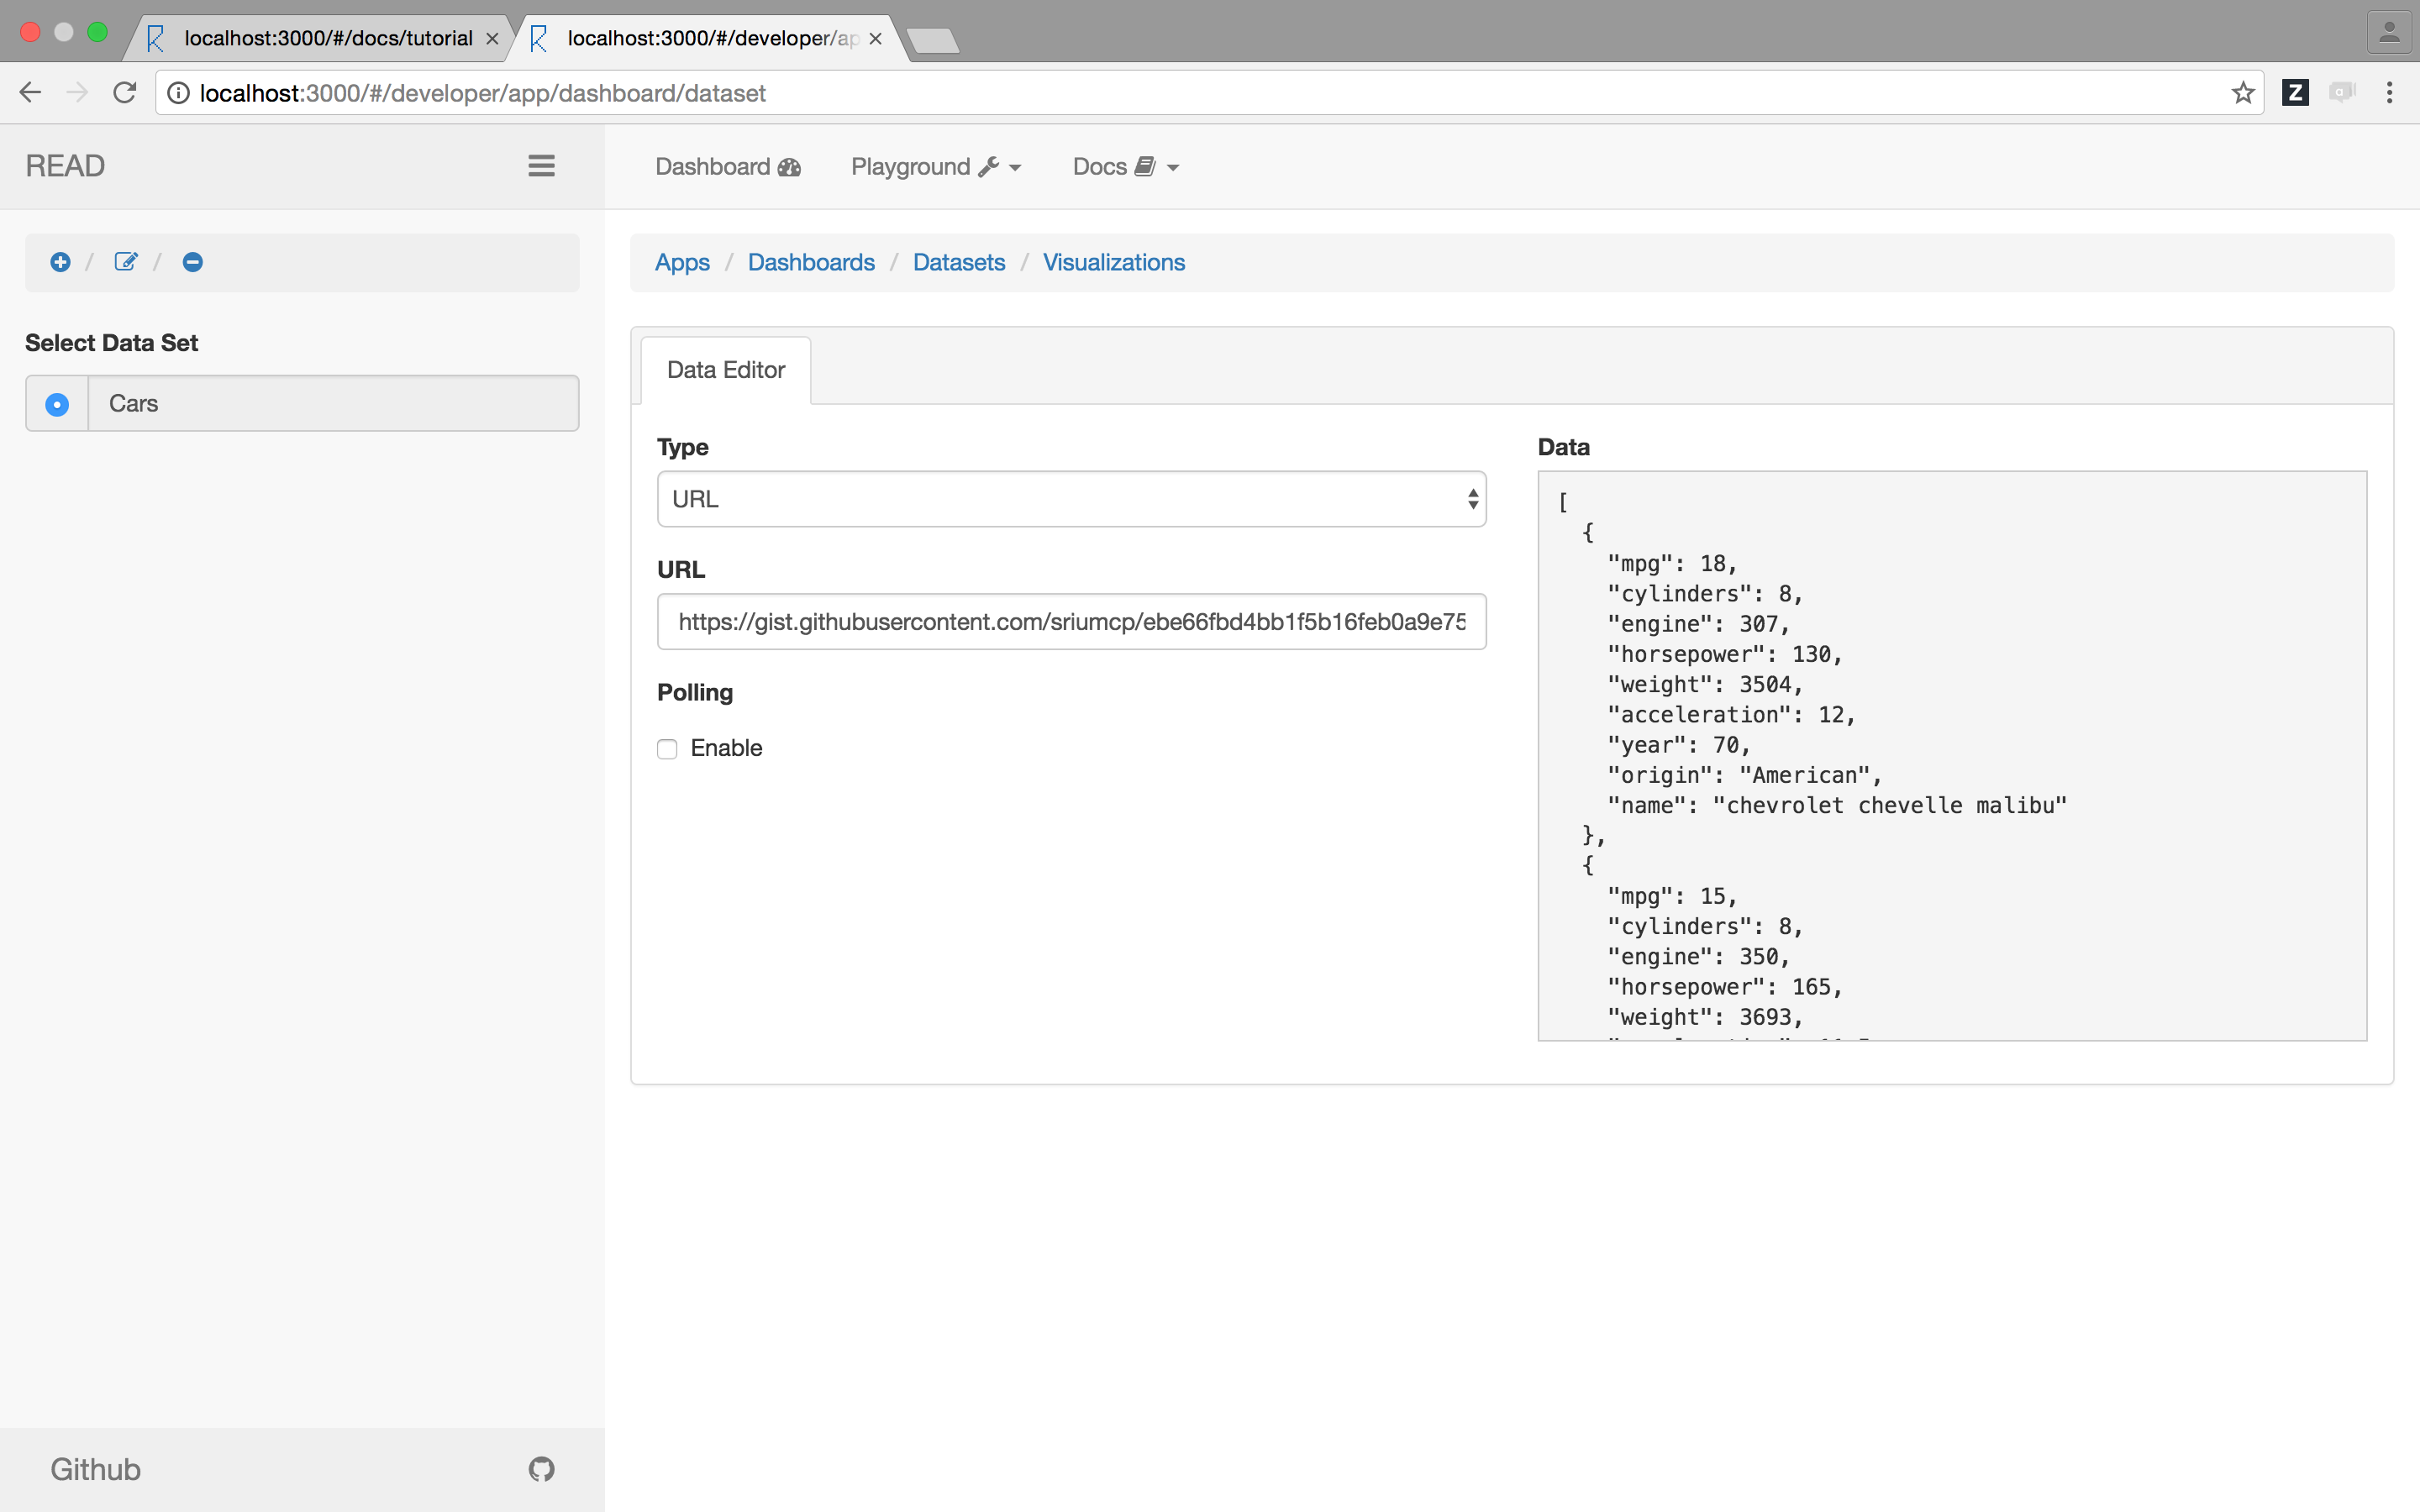 localhost:3000/#/docs/tutorial
localhost:3000/#/developer/ap
localhost:3000/#/developer/app/dashboard/dataset
READ
Dashboard
Playground
Docs
/ /
Apps / Dashboards / Datasets / Visualizations
Select Data Set
Cars
Data Editor
Type
URL
URL
https://gist.githubusercontent.com/sriumcp/ebe66fbd4bb1f5b16feb0a9e75
Polling
Enable
Data
[
{
"mpg": 18,
"cylinders": 8,
"engine": 307,
"horsepower": 130,
"weight": 3504,
"acceleration": 12,
"year": 70,
"origin": "American",
"name": "chevrolet chevelle malibu"
},
{
"mpg": 15,
"cylinders": 8,
"engine": 350,
"horsepower": 165,
"weight": 3693,
Github